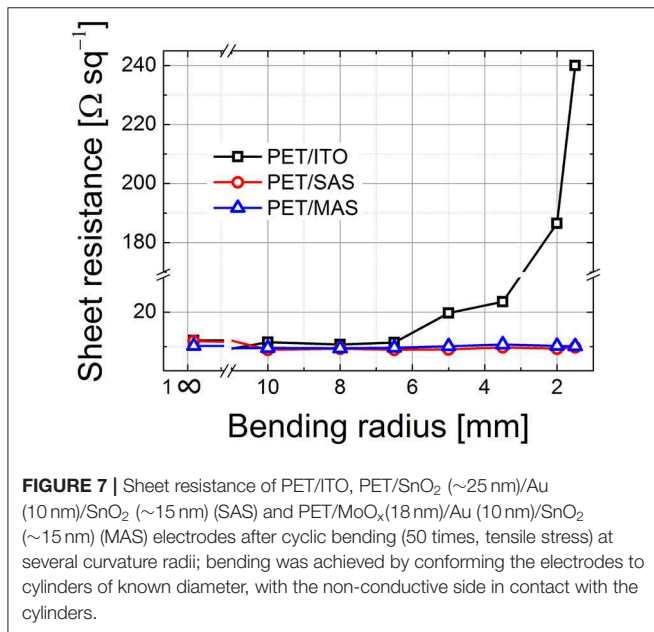 Sheet resistance [Ω sq⁻¹]
240
220
200
180
20
PET/ITO
PET/SAS
PET/MAS
1 ∞ 10 8 6 4 2
Bending radius [mm]
FIGURE 7 | Sheet resistance of PET/ITO, PET/SnO₂ (∼25 nm)/Au
(10 nm)/SnO₂ (∼15 nm) (SAS) and PET/MoOₓ(18 nm)/Au (10 nm)/SnO₂
(∼15 nm) (MAS) electrodes after cyclic bending (50 times, tensile stress) at
several curvature radii; bending was achieved by conforming the electrodes to
cylinders of known diameter, with the non-conductive side in contact with the
cylinders.